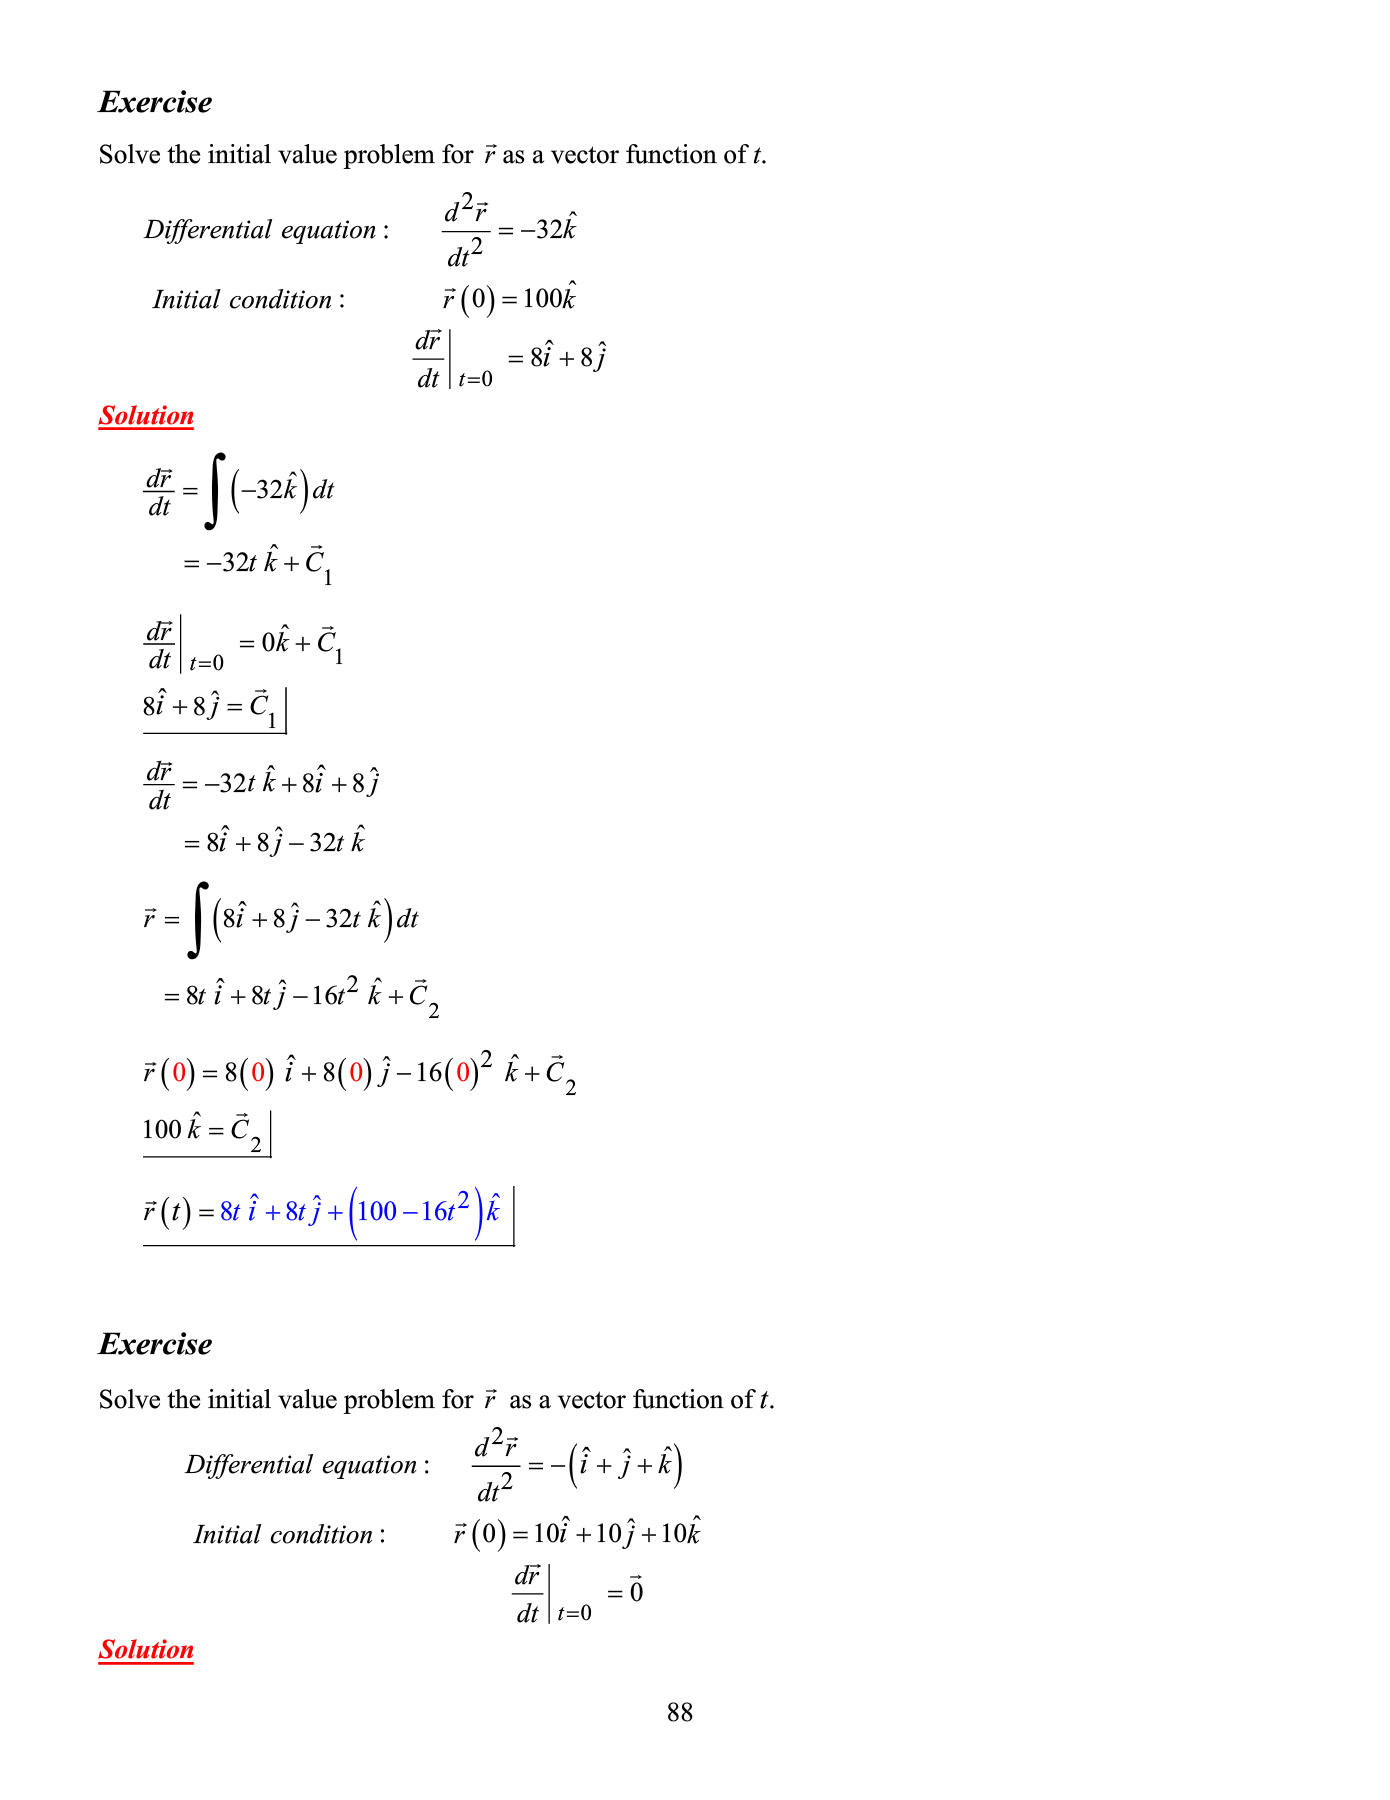 Exercise
Solve the initial value problem for \vec{r} as a vector function of t.
Differential equation : \frac{d^2\vec{r}}{dt^2} = -32\hat{k}
Initial condition : \vec{r}(0) = 100\hat{k}
\left.\frac{d\vec{r}}{dt}\right|_{t=0} = 8\hat{i} + 8\hat{j}
Solution
\frac{d\vec{r}}{dt} = \int (-32\hat{k}) dt
= -32t \hat{k} + \vec{C}_1
\left.\frac{d\vec{r}}{dt}\right|_{t=0} = 0\hat{k} + \vec{C}_1
8\hat{i} + 8\hat{j} = \vec{C}_1
\frac{d\vec{r}}{dt} = -32t \hat{k} + 8\hat{i} + 8\hat{j}
= 8\hat{i} + 8\hat{j} - 32t \hat{k}
\vec{r} = \int (8\hat{i} + 8\hat{j} - 32t \hat{k}) dt
= 8t \hat{i} + 8t \hat{j} - 16t^2 \hat{k} + \vec{C}_2
\vec{r}(0) = 8(0) \hat{i} + 8(0) \hat{j} - 16(0)^2 \hat{k} + \vec{C}_2
100 \hat{k} = \vec{C}_2
\vec{r}(t) = 8t \hat{i} + 8t \hat{j} + (100 - 16t^2) \hat{k}
Exercise
Solve the initial value problem for \vec{r} as a vector function of t.
Differential equation : \frac{d^2\vec{r}}{dt^2} = -(\hat{i} + \hat{j} + \hat{k})
Initial condition : \vec{r}(0) = 10\hat{i} + 10\hat{j} + 10\hat{k}
\left.\frac{d\vec{r}}{dt}\right|_{t=0} = \vec{0}
Solution
88